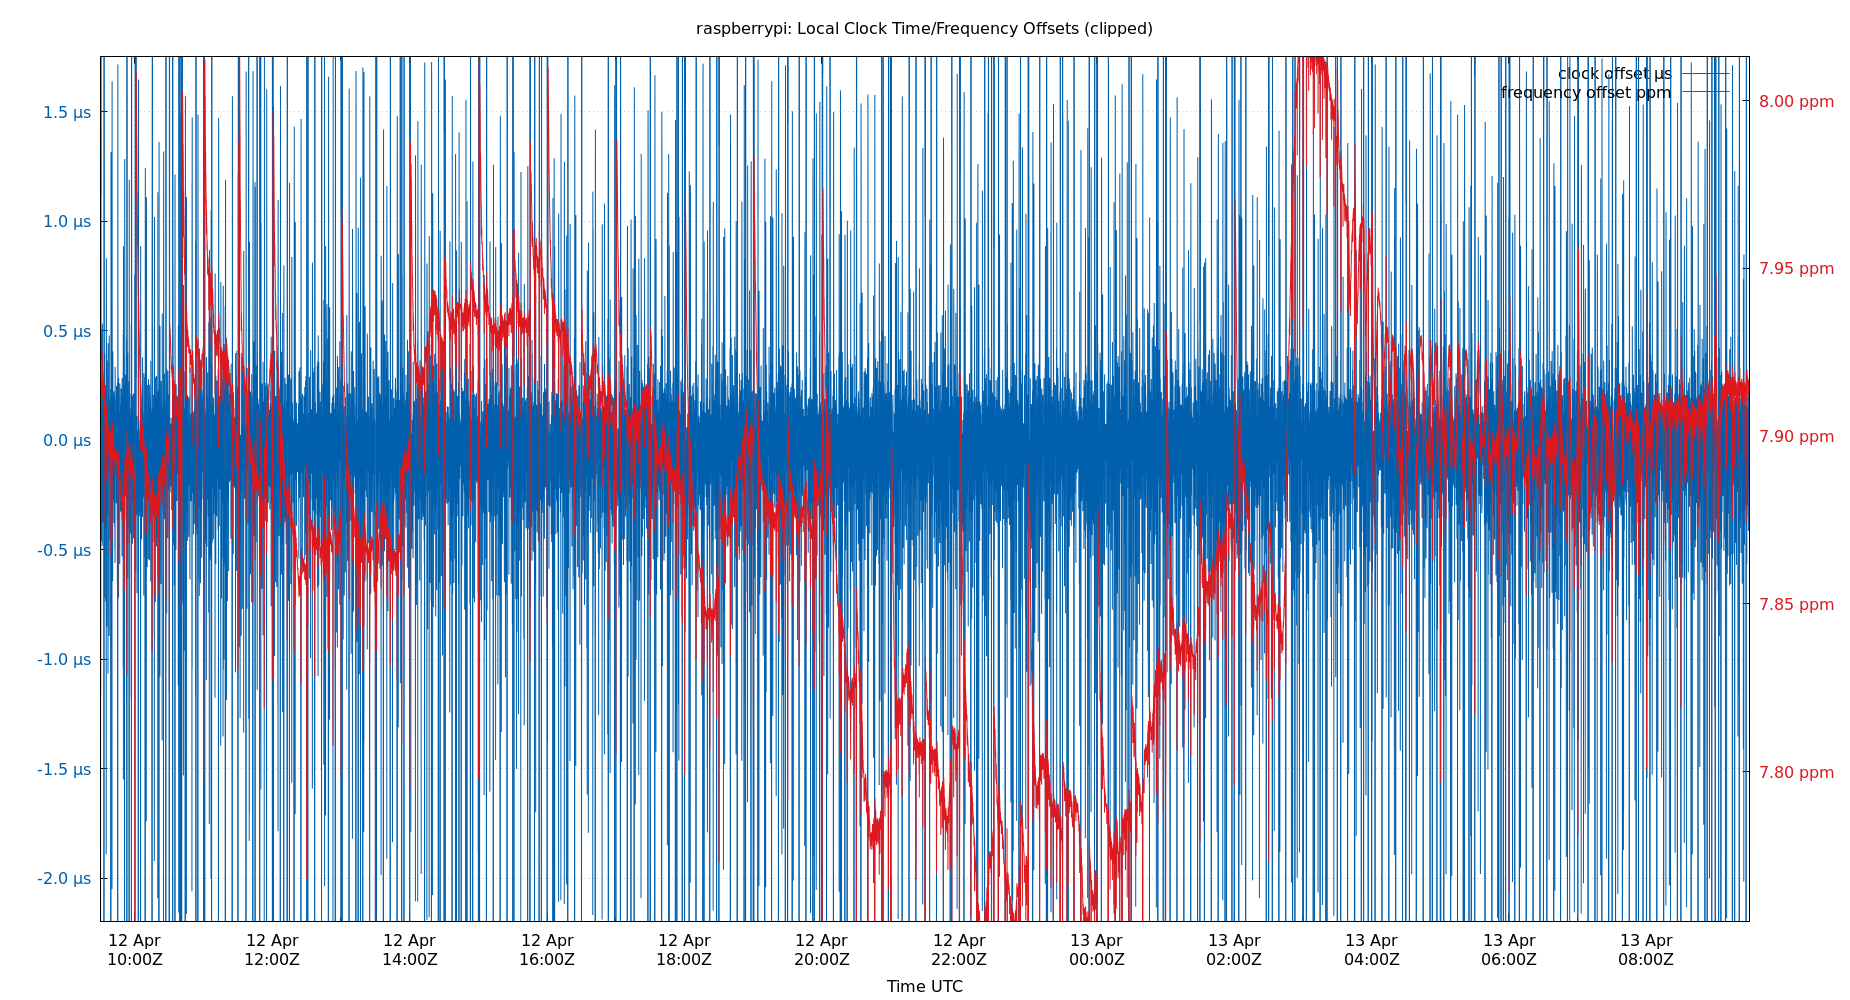 raspberrypi: Local Clock Time/Frequency Offsets (clipped)
clock offset µs
frequency offset ppm
1.5 µs
1.0 µs
0.5 µs
0.0 µs
-0.5 µs
-1.0 µs
-1.5 µs
-2.0 µs
8.00 ppm
7.95 ppm
7.90 ppm
7.85 ppm
7.80 ppm
12 Apr 12 Apr 12 Apr 12 Apr 12 Apr 12 Apr 12 Apr 13 Apr 13 Apr 13 Apr 13 Apr 13 Apr
10:00Z 12:00Z 14:00Z 16:00Z 18:00Z 20:00Z 22:00Z 00:00Z 02:00Z 04:00Z 06:00Z 08:00Z
Time UTC